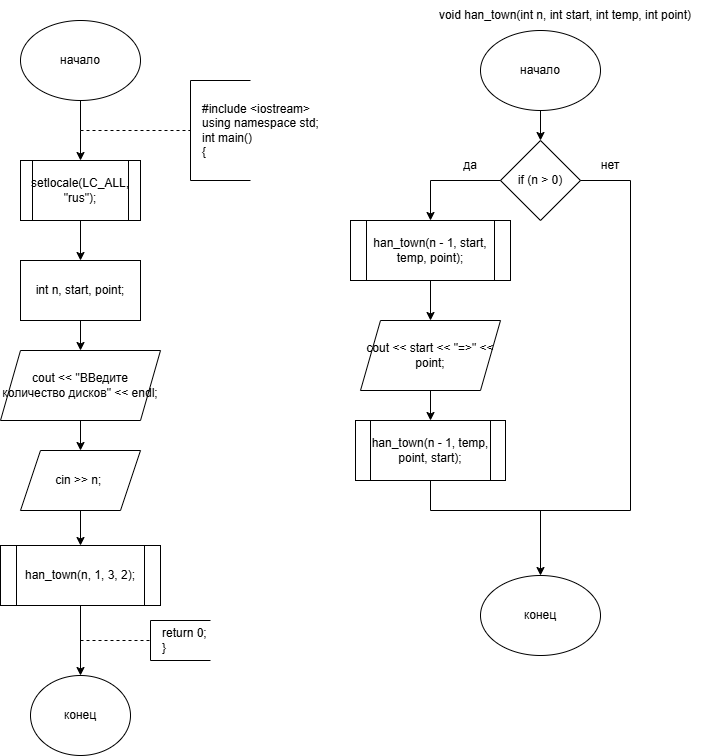 начало
#include <iostream>
using namespace std;
int main()
{
setlocale(LC_ALL,
"rus");
int n, start, point;
cout << "ВВедите
количество дисков" << endl;
cin >> n;
han_town(n, 1, 3, 2);
return 0;
}
конец
void han_town(int n, int start, int temp, int point)
начало
if (n > 0)
да
нет
han_town(n - 1, start,
temp, point);
cout << start << "=>" <<
point;
han_town(n - 1, temp,
point, start);
конец